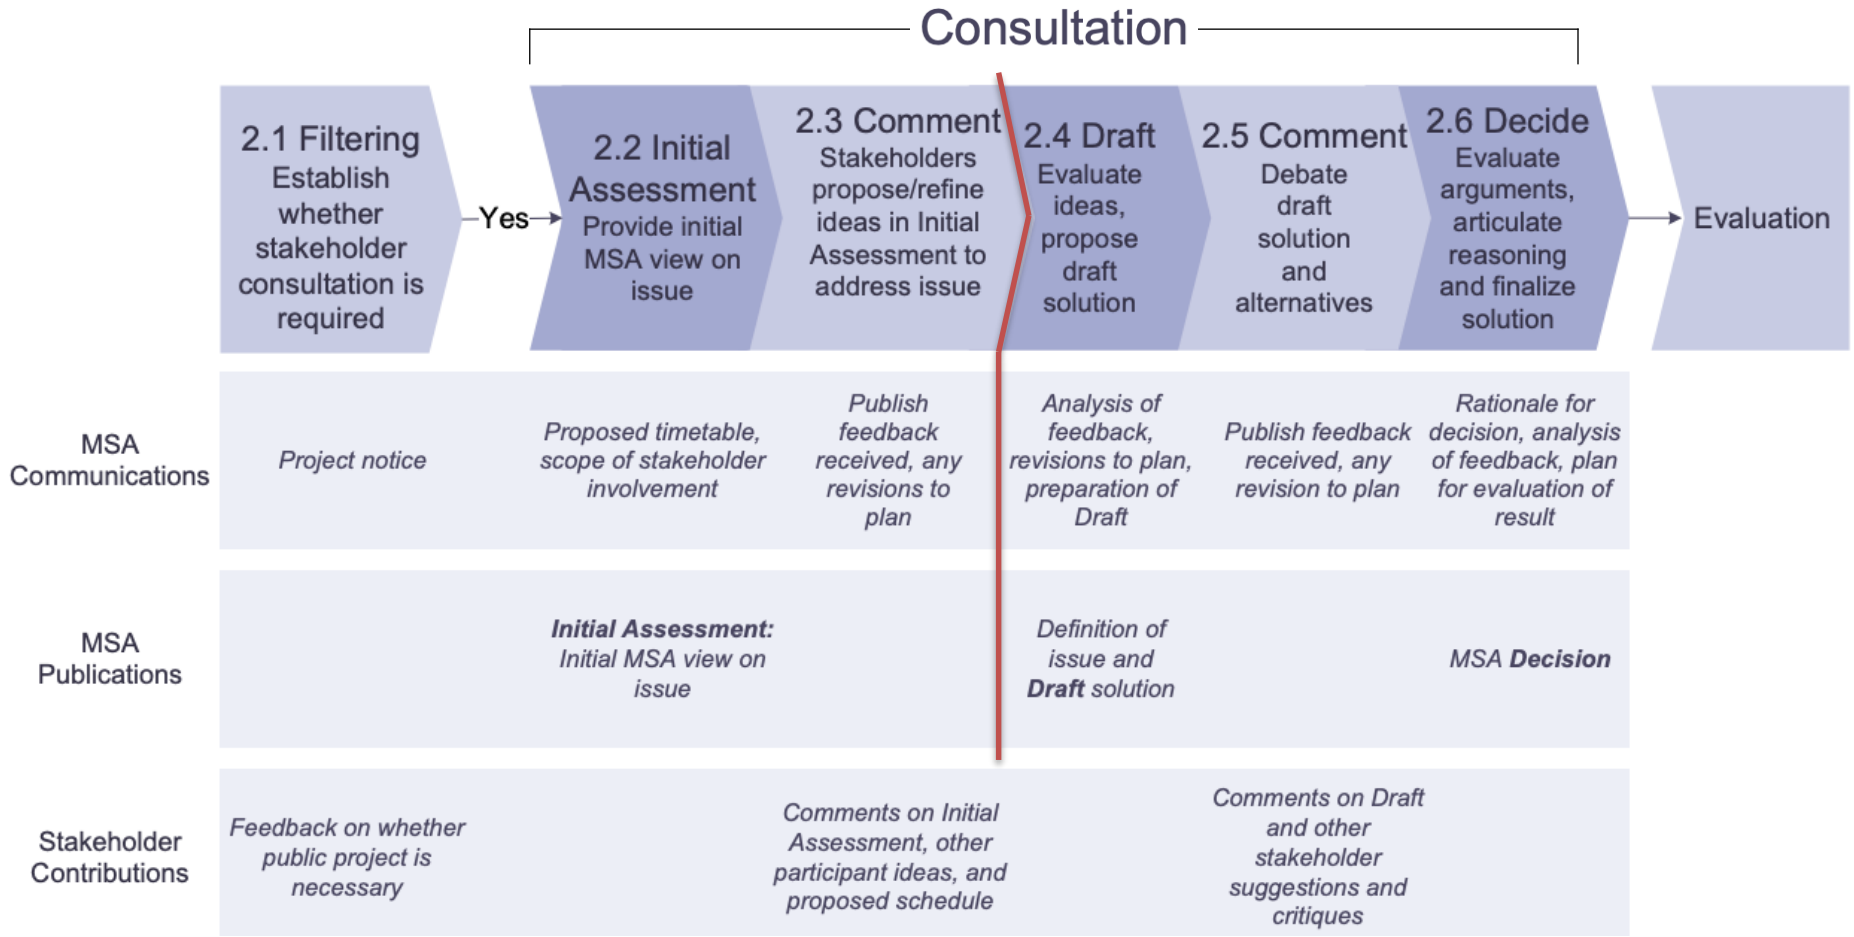 Consultation
2.1 Filtering
Establish
whether
stakeholder
consultation is
required
Yes
2.2 Initial
Assessment
Provide initial
MSA view on
issue
2.3 Comment
Stakeholders
propose/refine
ideas in Initial
Assessment to
address issue
2.4 Draft
Evaluate
ideas,
propose
draft
solution
2.5 Comment
Debate
draft
solution
and
alternatives
2.6 Decide
Evaluate
arguments,
articulate
reasoning
and finalize
solution
Evaluation
MSA
Communications
Project notice
Proposed timetable,
scope of stakeholder
involvement
Publish
feedback
received, any
revisions to
plan
Analysis of
feedback,
revisions to plan,
preparation of
Draft
Publish feedback
received, any
revision to plan
Rationale for
decision, analysis
of feedback, plan
for evaluation of
result
MSA
Publications
Initial Assessment:
Initial MSA view on
issue
Definition of
issue and
Draft solution
MSA Decision
Stakeholder
Contributions
Feedback on whether
public project is
necessary
Comments on Initial
Assessment, other
participant ideas, and
proposed schedule
Comments on Draft
and other
stakeholder
suggestions and
critiques